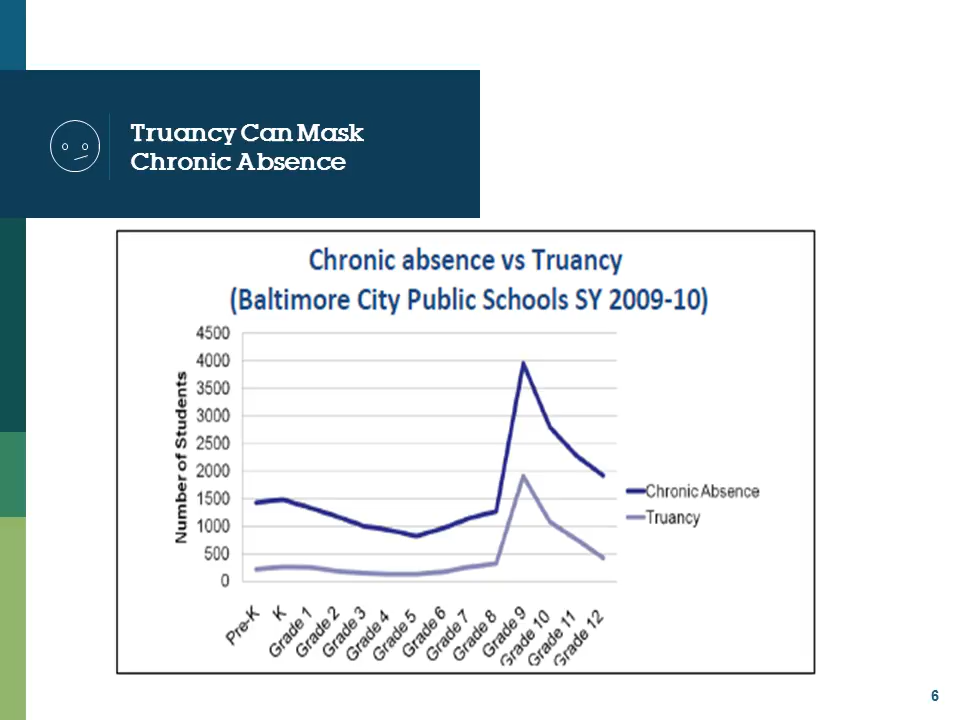 Truancy Can Mask
Chronic Absence
Chronic absence vs Truancy
(Baltimore City Public Schools SY 2009-10)
Number of Students
4500
4000
3500
3000
2500
2000
1500
1000
500
0
Pre-K
K
Grade 1
Grade 2
Grade 3
Grade 4
Grade 5
Grade 6
Grade 7
Grade 8
Grade 9
Grade 10
Grade 11
Grade 12
Chronic Absence
Truancy
6